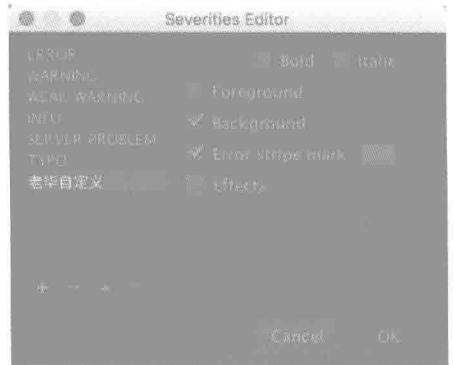 Severities Editor
ERROR
WARNING
WEAK WARNING
INFO
SERVER PROBLEM
TYPO
老毕自定义
Bold Italic
Foreground
Background
Error stripe mark
Effects
+ −
Cancel OK